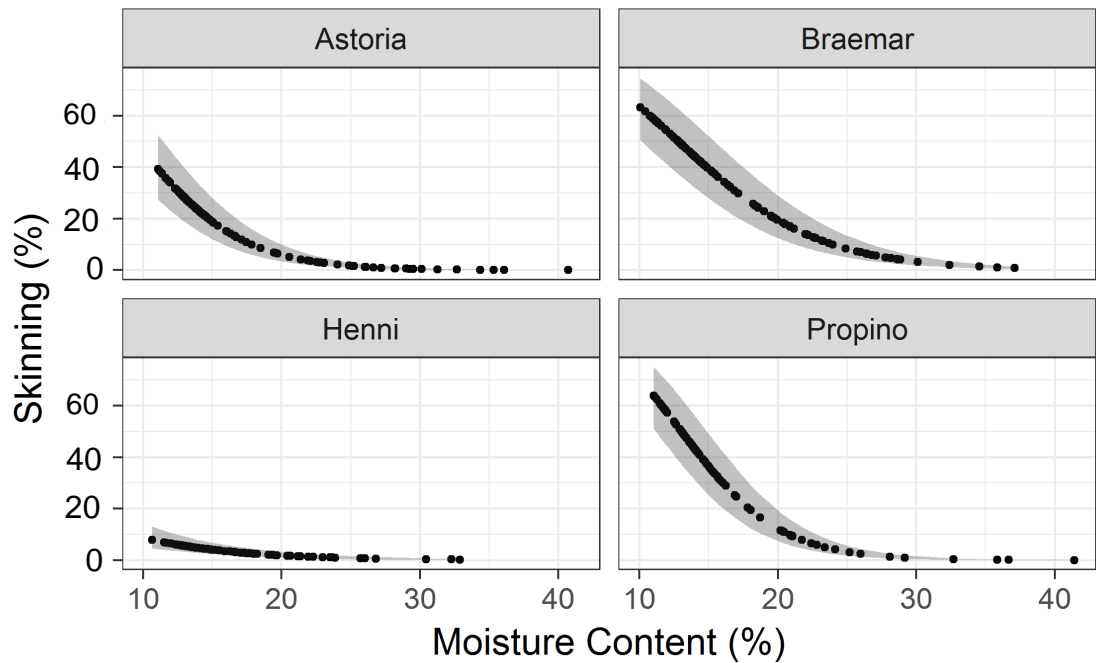 Astoria Braemar
60
40
20
0
Henni Propino
60
40
20
0
10 20 30 40 10 20 30 40
Moisture Content (%)
Skinning (%)